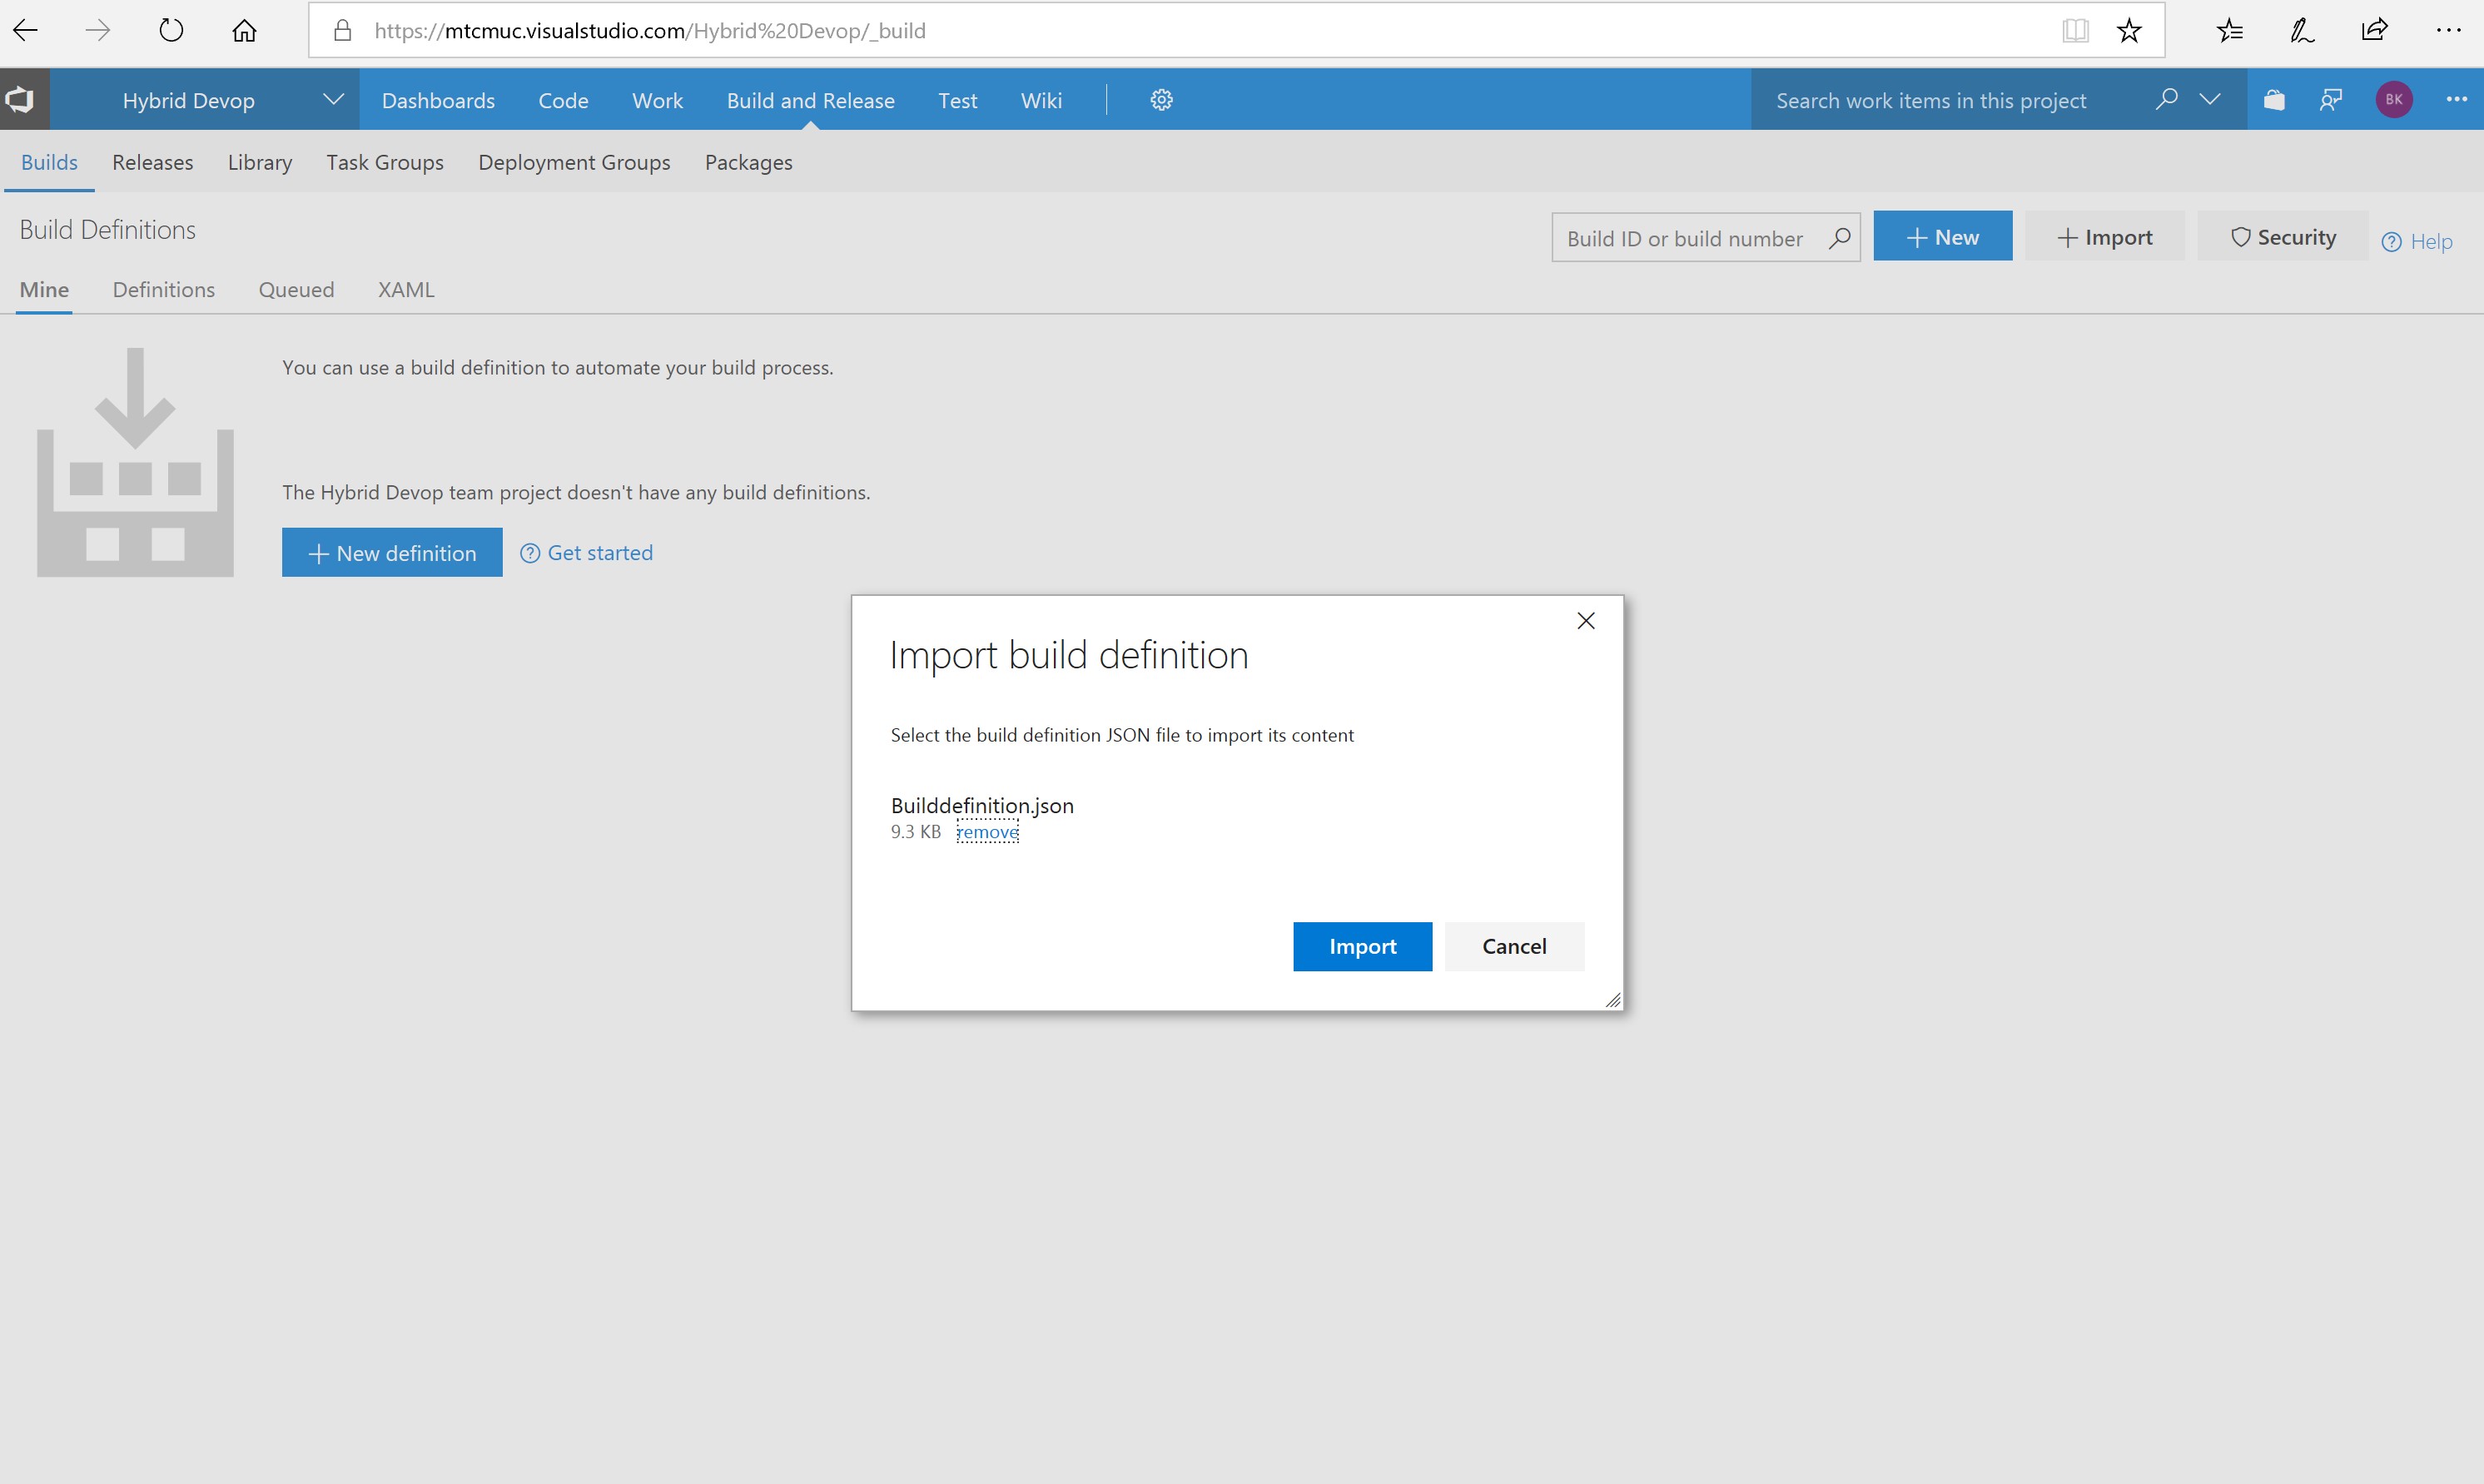 https://mtcmuc.visualstudio.com/Hybrid%20Devop/_build
Hybrid Devop Dashboards Code Work Build and Release Test Wiki Search work items in this project BK
Builds Releases Library Task Groups Deployment Groups Packages
Build Definitions
Build ID or build number New Import Security Help
Mine Definitions Queued XAML
You can use a build definition to automate your build process.
The Hybrid Devop team project doesn't have any build definitions.
New definition Get started
Import build definition
Select the build definition JSON file to import its content
Builddefinition.json
9.3 KB remove
Import Cancel